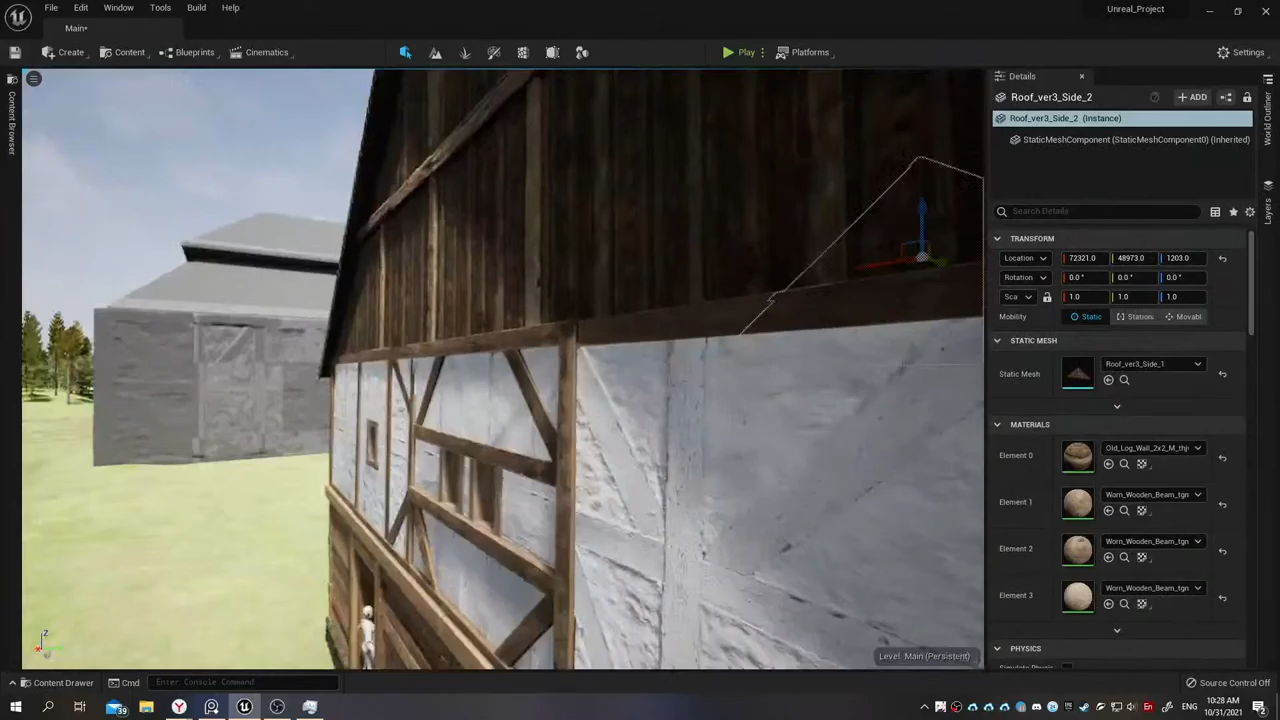 File Edit Window Tools Build Help
Unreal_Project
Main*
Create Content Blueprints Cinematics Play Platforms Settings
Content Browser
Details
World Outliner
Layers
Roof_ver3_Side_2
ADD
Roof_ver3_Side_2 (Instance)
StaticMeshComponent (StaticMeshComponent0) (Inherited)
Search Details
TRANSFORM
Location 72321.0 48973.0 1203.0
Rotation 0.0 ° 0.0 ° 0.0 °
Sca 1.0 1.0 1.0
Mobility Static Station Movabl
STATIC MESH
Static Mesh Roof_ver3_Side_1
MATERIALS
Element 0 Old_Log_Wall_2x2_M_thj
Element 1 Worn_Wooden_Beam_tgn
Element 2 Worn_Wooden_Beam_tgn
Element 3 Worn_Wooden_Beam_tgn
PHYSICS
Z
Level: Main (Persistent)
Content Drawer Cmd Enter Console Command Source Control Off
39
En
10:28 AM
10/31/2021
2